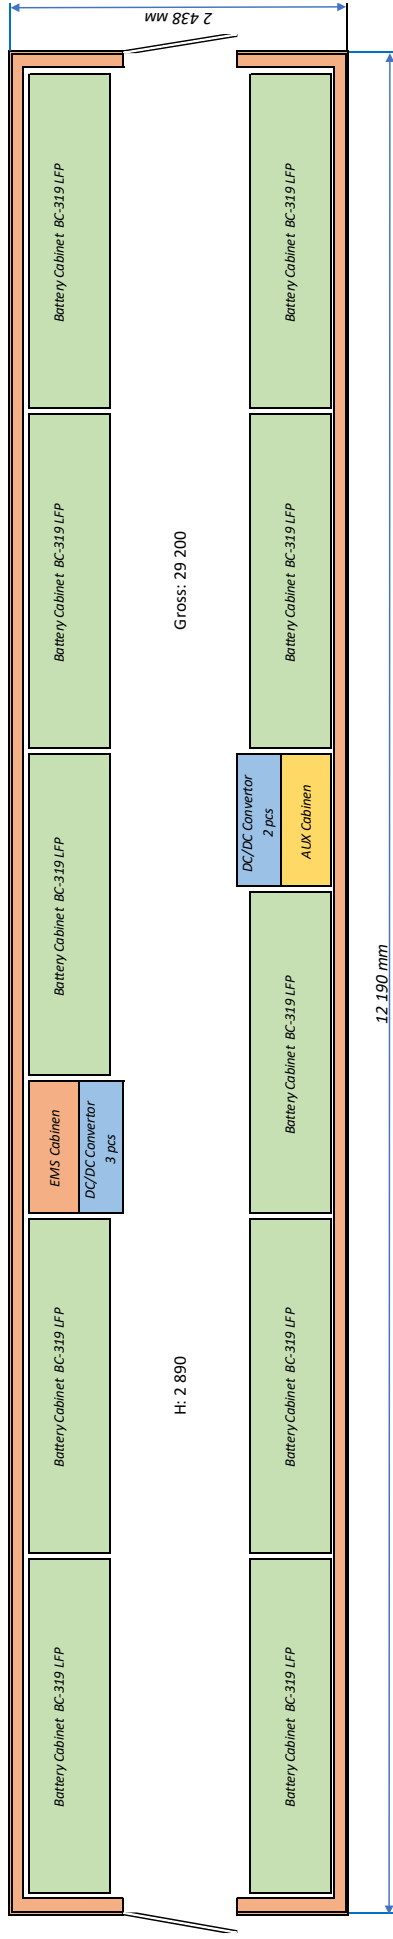 2 438 mm
Battery Cabinet BC-319 LFP
Battery Cabinet BC-319 LFP
Battery Cabinet BC-319 LFP
Battery Cabinet BC-319 LFP
Gross: 29 200
Battery Cabinet BC-319 LFP
DC/DC Convertor
2 pcs
AUX Cabinen
Battery Cabinet BC-319 LFP
EMS Cabinen
DC/DC Convertor
3 pcs
12 190 mm
Battery Cabinet BC-319 LFP
Battery Cabinet BC-319 LFP
H: 2 890
Battery Cabinet BC-319 LFP
Battery Cabinet BC-319 LFP